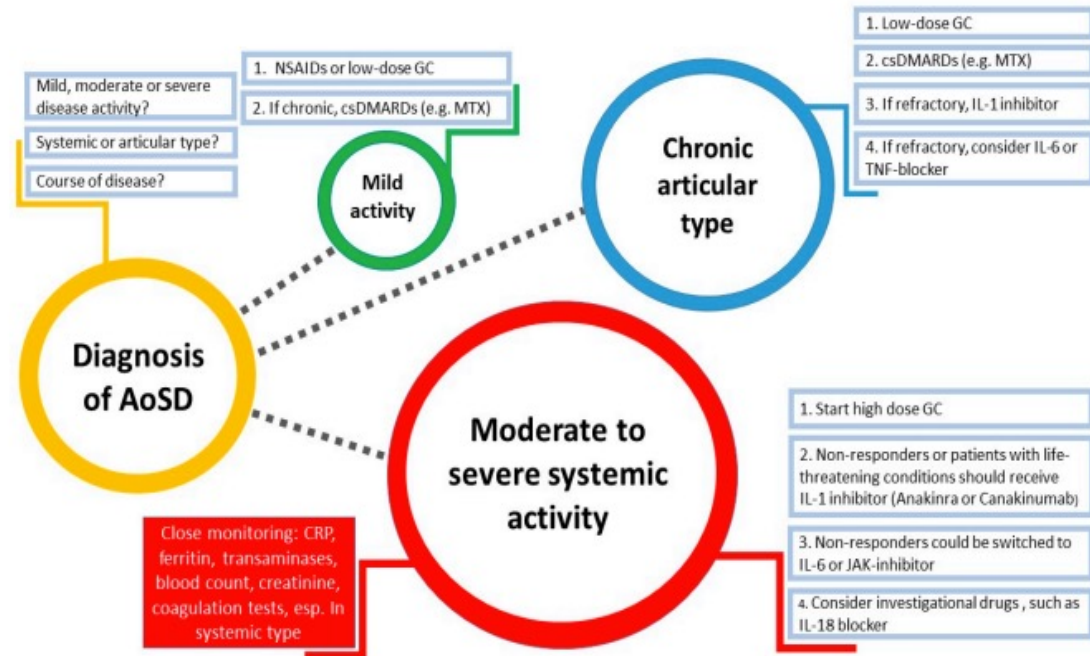 Mild, moderate or severe
disease activity?
Systemic or articular type?
Course of disease?
1. NSAIDs or low-dose GC
2. If chronic, csDMARDs (e.g. MTX)
Mild
activity
1. Low-dose GC
2. csDMARDs (e.g. MTX)
3. If refractory, IL-1 inhibitor
4. If refractory, consider IL-6 or
TNF-blocker
Chronic
articular
type
Diagnosis
of AoSD
Moderate to
severe systemic
activity
Close monitoring: CRP,
ferritin, transaminases,
blood count, creatinine,
coagulation tests, esp. In
systemic type
1. Start high dose GC
2. Non-responders or patients with life-
threatening conditions should receive
IL-1 inhibitor (Anakinra or Canakinumab)
3. Non-responders could be switched to
IL-6 or JAK-inhibitor
4. Consider investigational drugs , such as
IL-18 blocker